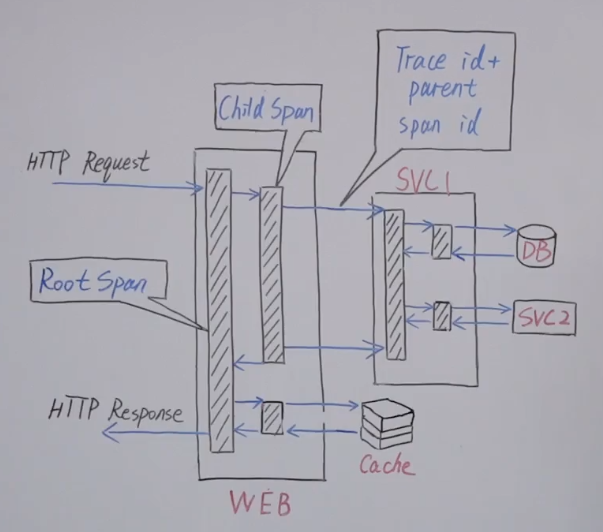 Trace id+
parent
span id
Child Span
HTTP Request
SVC1
DB
Root Span
SVC2
HTTP Response
Cache
WEB